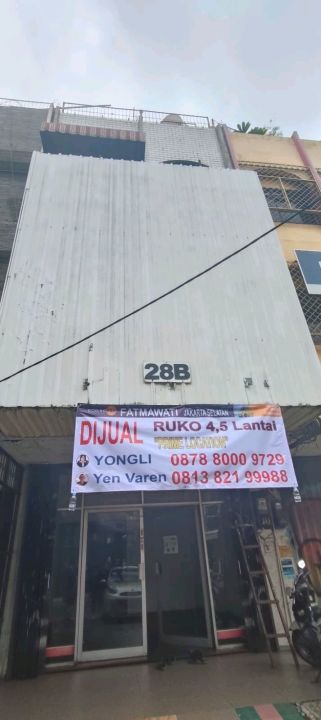 28B
FATMAWATI JAKARTA SELATAN
DIJUAL RUKO 4,5 Lantai
"PRIME LOCATION"
YONGLI 0878 8000 9729
Yen Varen 0813 821 99988